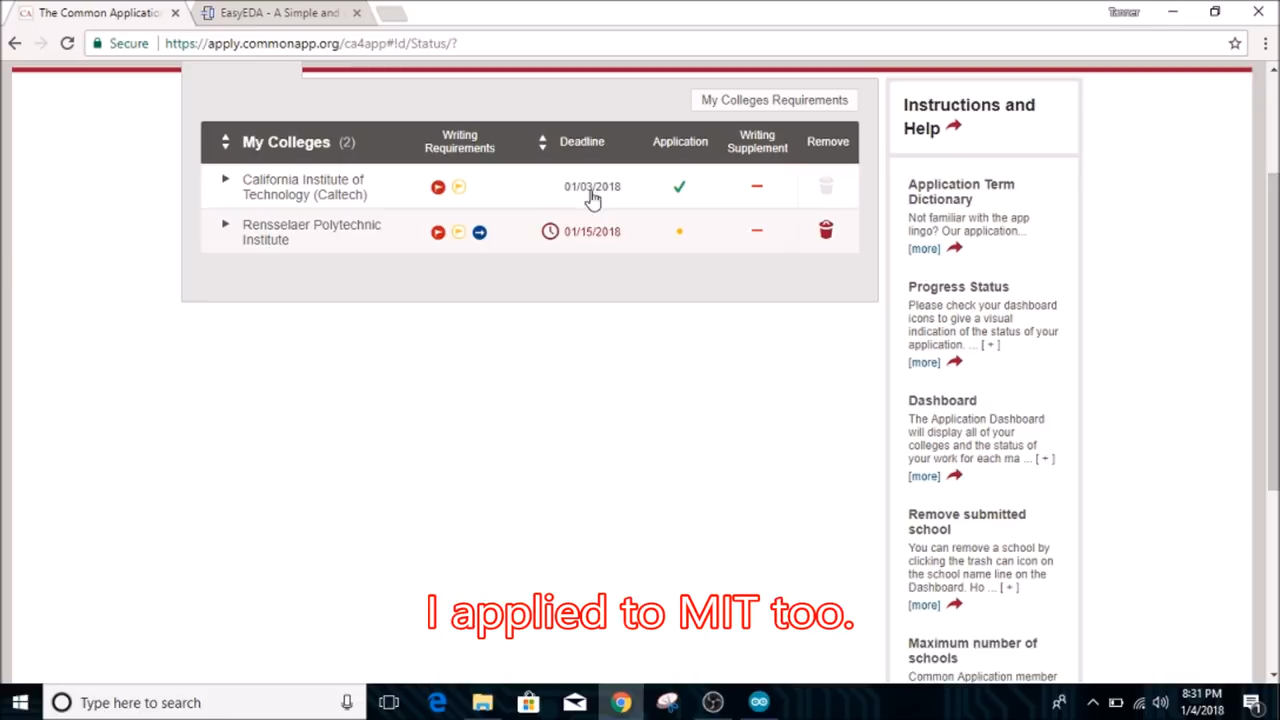 The Common Applicatio
EasyEDA - A Simple and
Tanner
Secure
https://apply.commonapp.org/ca4app#!d/Status/?
My Colleges Requirements
My Colleges (2)
Writing Requirements
Deadline
Application
Writing Supplement
Remove
California Institute of
Technology (Caltech)
01/03/2018
Rensselaer Polytechnic
Institute
01/15/2018
Instructions and
Help
Application Term
Dictionary
Not familiar with the app
lingo? Our application...
[more]
Progress Status
Please check your dashboard
icons to give a visual
indication of the status of your
application. ... [ + ]
[more]
Dashboard
The Application Dashboard
will display all of your
colleges and the status of
your work for each ma ... [ + ]
[more]
Remove submitted
school
You can remove a school by
clicking the trash can icon on
the school name line on the
Dashboard. Ho ... [ + ]
[more]
Maximum number of
schools
Common Application member
I applied to MIT too.
Type here to search
8:31 PM
1/4/2018